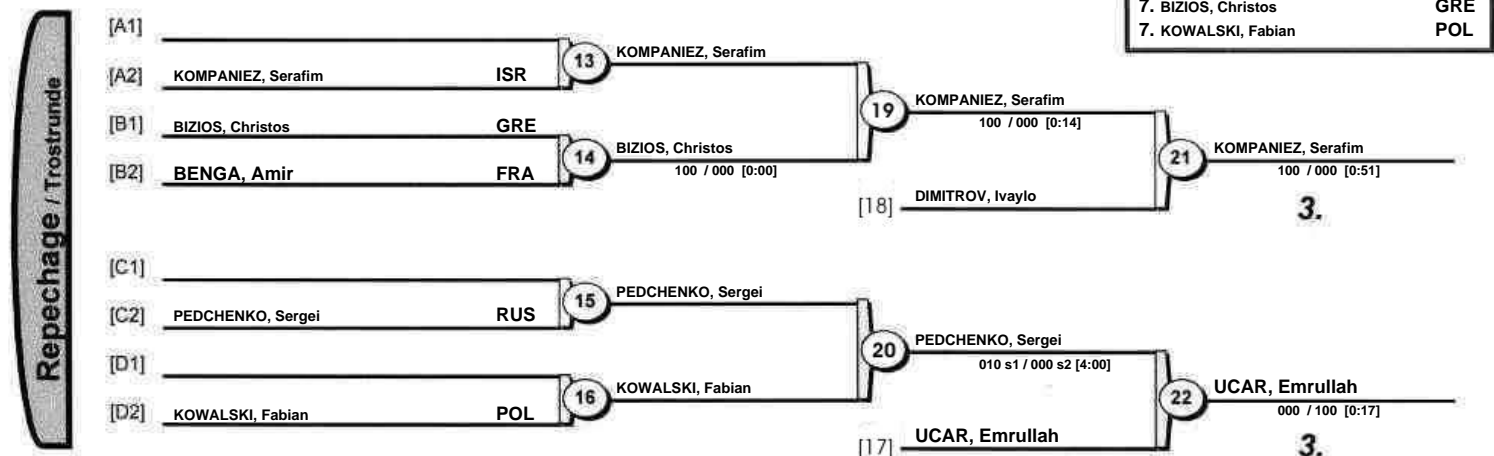 7. BIZIOS, Christos GRE
7. KOWALSKI, Fabian POL
Repechage / Trostrunde
[A1]
[A2] KOMPANIEZ, Serafim ISR
13 KOMPANIEZ, Serafim
[B1] BIZIOS, Christos GRE
[B2] BENGA, Amir FRA
14 BIZIOS, Christos
100 / 000 [0:00]
19 KOMPANIEZ, Serafim
100 / 000 [0:14]
[18] DIMITROV, Ivaylo
21 KOMPANIEZ, Serafim
100 / 000 [0:51]
3.
[C1]
[C2] PEDCHENKO, Sergei RUS
15 PEDCHENKO, Sergei
[D1]
[D2] KOWALSKI, Fabian POL
16 KOWALSKI, Fabian
20 PEDCHENKO, Sergei
010 s1 / 000 s2 [4:00]
[17] UCAR, Emrullah
22 UCAR, Emrullah
000 / 100 [0:17]
3.